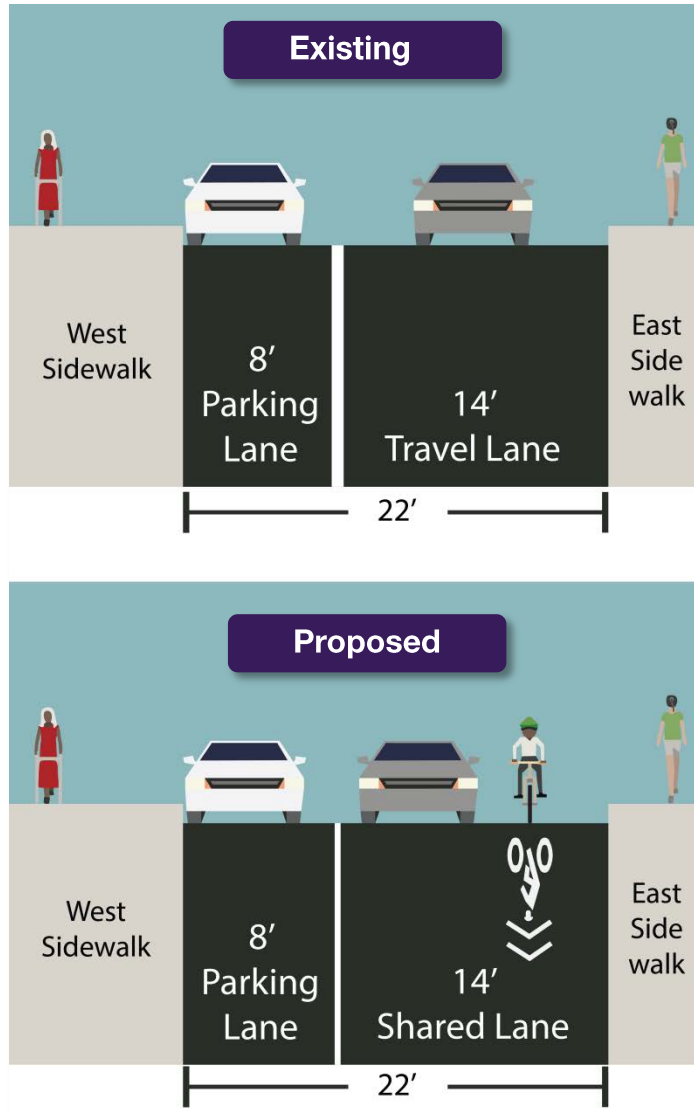 Existing
West
Sidewalk
8’
Parking
Lane
14’
Travel Lane
East
Side
walk
22’
Proposed
West
Sidewalk
8’
Parking
Lane
14’
Shared Lane
East
Side
walk
22’